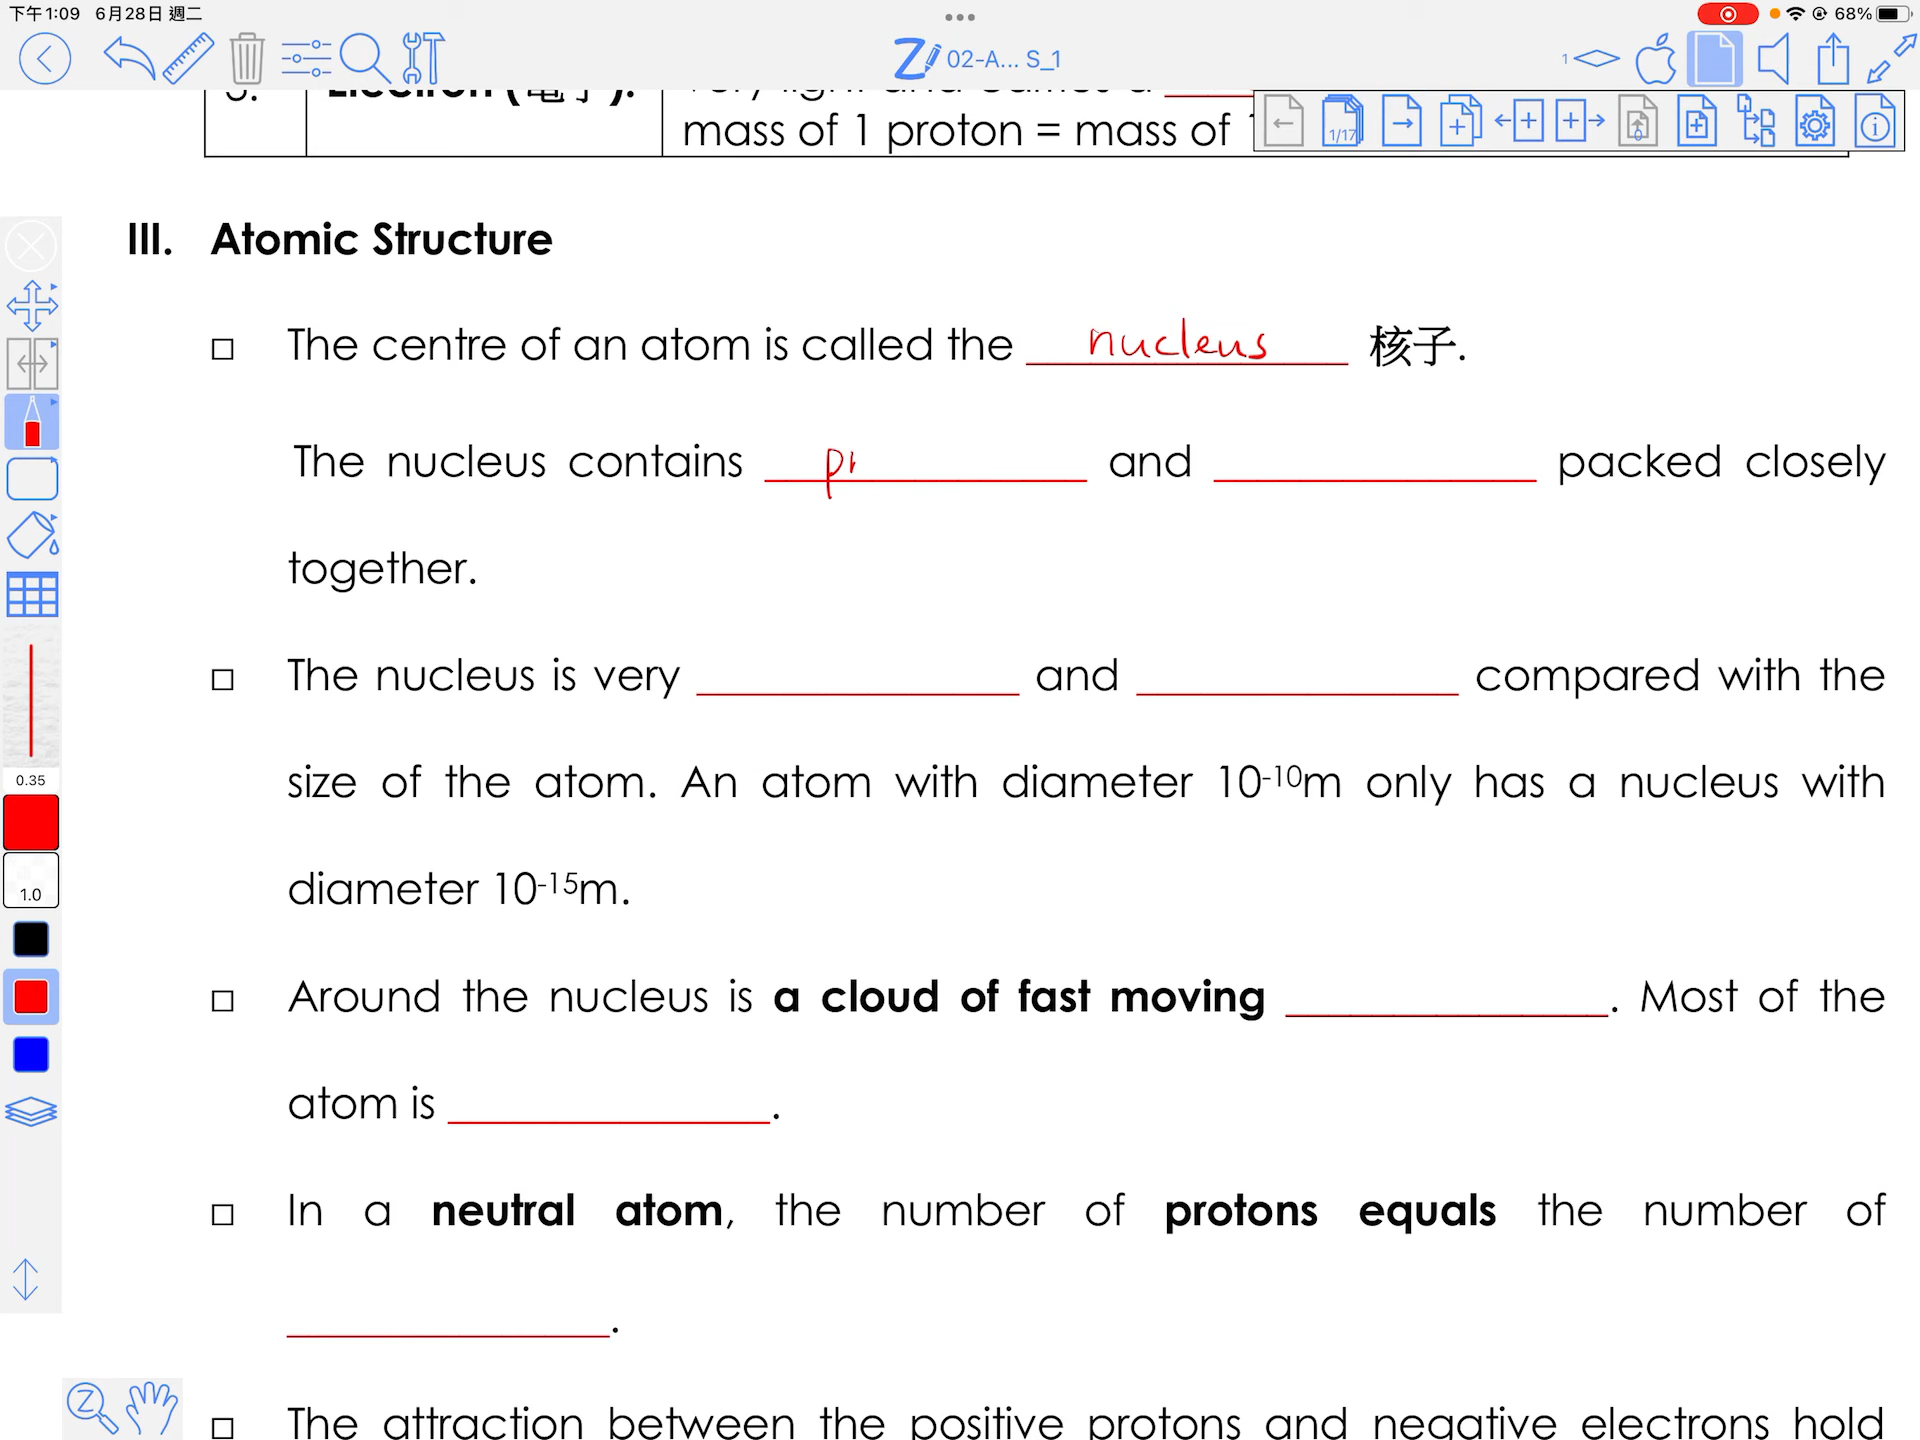 下午1:09 6月28日 週二
68%
02-A... S_1
1
mass of 1 proton = mass of
1/17
0
III. Atomic Structure
□ The centre of an atom is called the nucleus 核子.
The nucleus contains pr and packed closely
together.
□ The nucleus is very and compared with the
size of the atom. An atom with diameter 10-10m only has a nucleus with
0.35
diameter 10-15m.
1.0
□ Around the nucleus is a cloud of fast moving . Most of the
atom is .
□ In a neutral atom, the number of protons equals the number of
.
□ The attraction between the positive protons and negative electrons hold